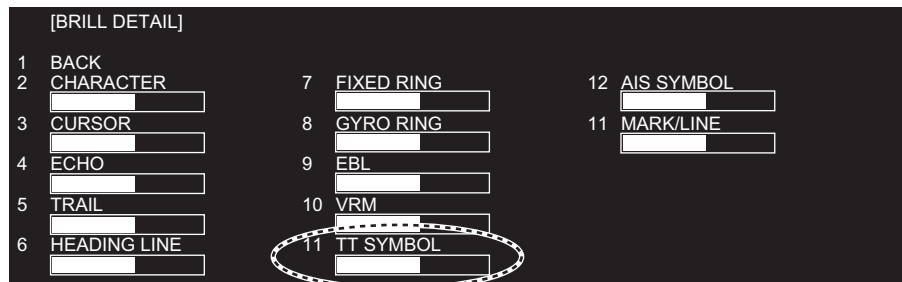 [BRILL DETAIL]
1 BACK
2 CHARACTER
3 CURSOR
4 ECHO
5 TRAIL
6 HEADING LINE
7 FIXED RING
8 GYRO RING
9 EBL
10 VRM
11 TT SYMBOL
12 AIS SYMBOL
11 MARK/LINE